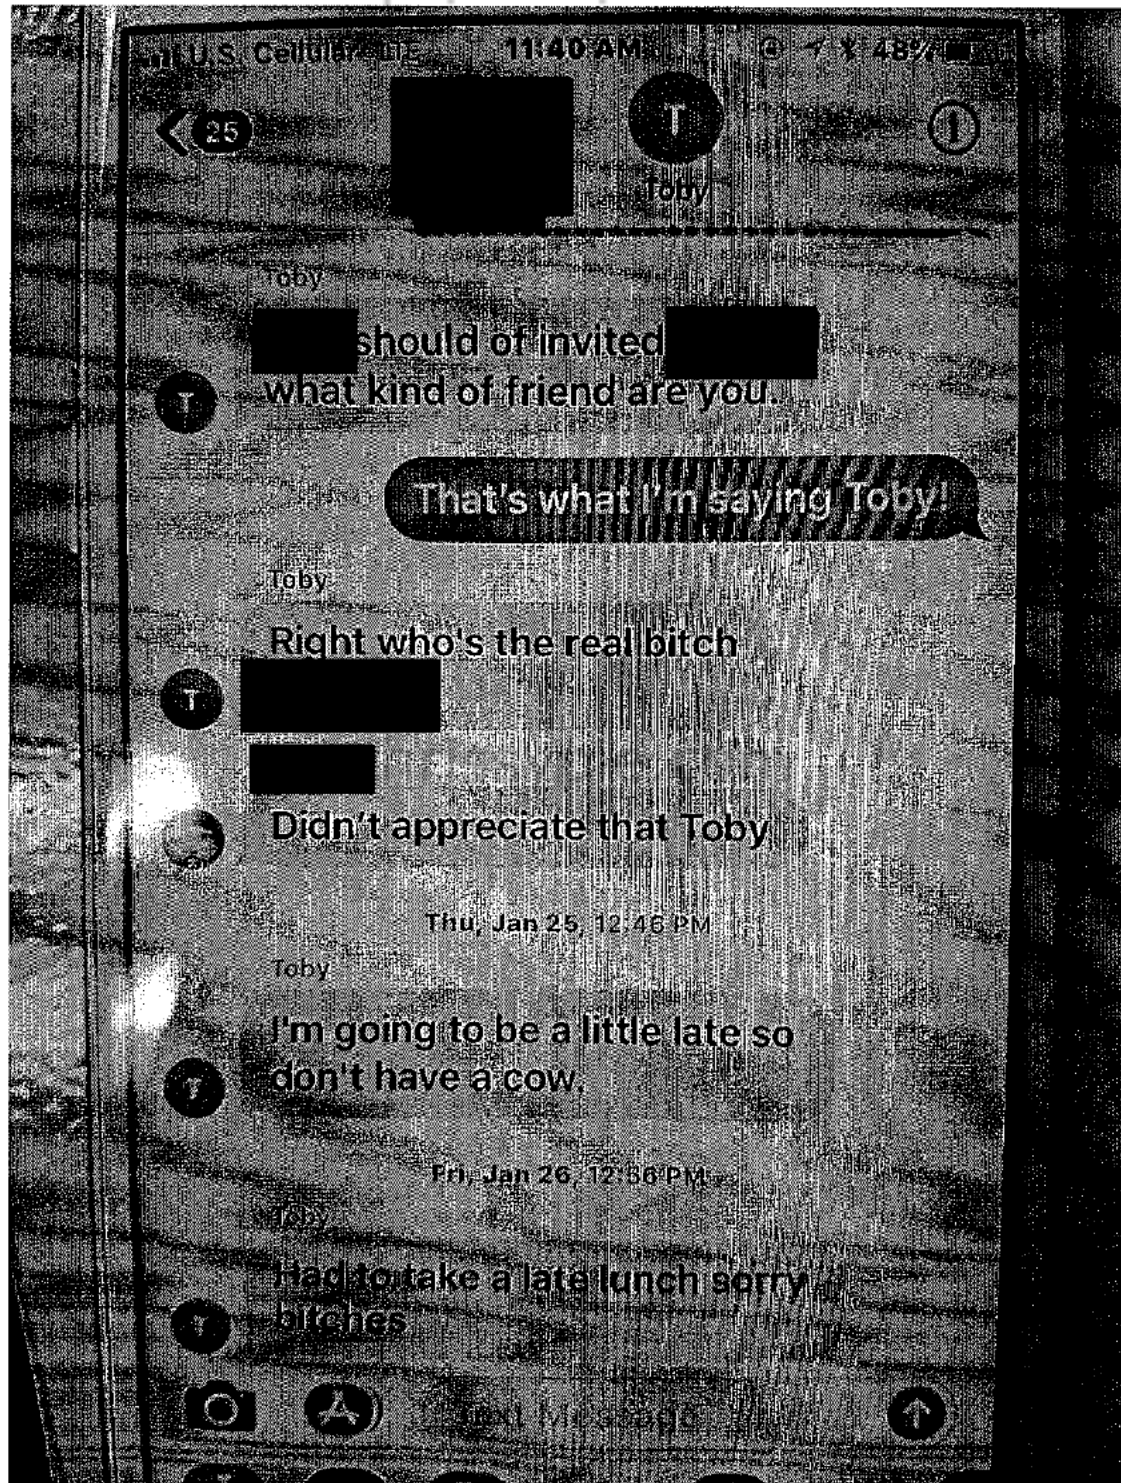 U.S. Cellular LTE 11:40 AM 48%
25
T
Toby
Toby
should of invited
what kind of friend are you.
T
That's what I'm saying Toby!
Toby
Right who's the real bitch
T
Didn't appreciate that Toby
Thu, Jan 25, 12:46 PM
Toby
I'm going to be a little late so
don't have a cow.
T
Fri, Jan 26, 12:56 PM
Toby
Had to take a late lunch sorry
bitches
T
Text Message